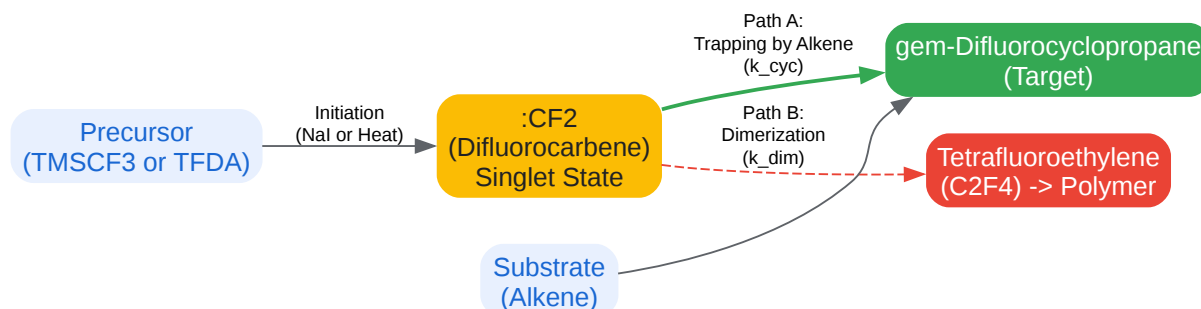 Precursor
(TMSCF3 or TFDA)
Initiation
(NaI or Heat)
:CF2
(Difluorocarbene)
Singlet State
Path A:
Trapping by Alkene
(k_cyc)
Path B:
Dimerization
(k_dim)
gem-Difluorocyclopropane
(Target)
Tetrafluoroethylene
(C2F4) -> Polymer
Substrate
(Alkene)